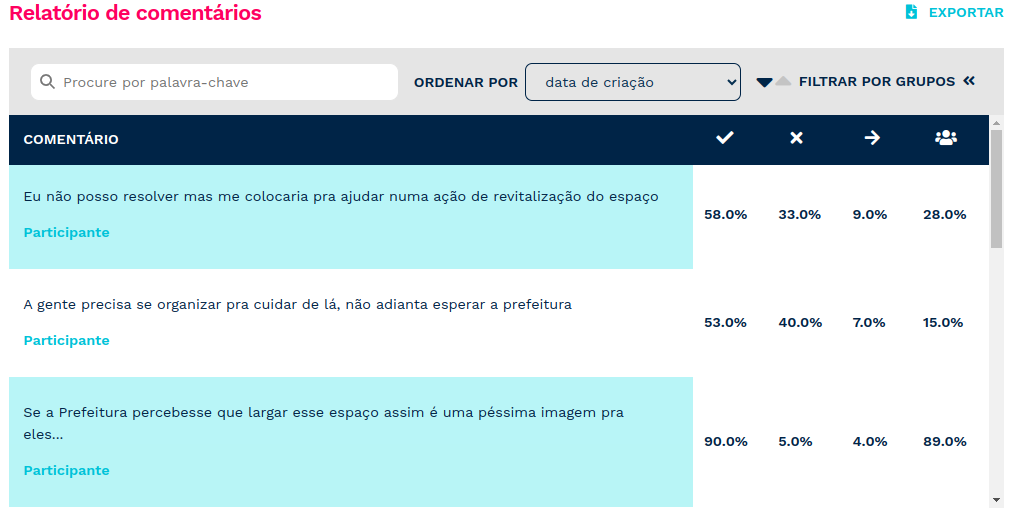 Relatório de comentários
EXPORTAR
Procure por palavra-chave
ORDENAR POR
data de criação
FILTRAR POR GRUPOS
COMENTÁRIO
Eu não posso resolver mas me colocaria pra ajudar numa ação de revitalização do espaço
Participante
58.0% 33.0% 9.0% 28.0%
A gente precisa se organizar pra cuidar de lá, não adianta esperar a prefeitura
Participante
53.0% 40.0% 7.0% 15.0%
Se a Prefeitura percebesse que largar esse espaço assim é uma péssima imagem pra
eles...
Participante
90.0% 5.0% 4.0% 89.0%